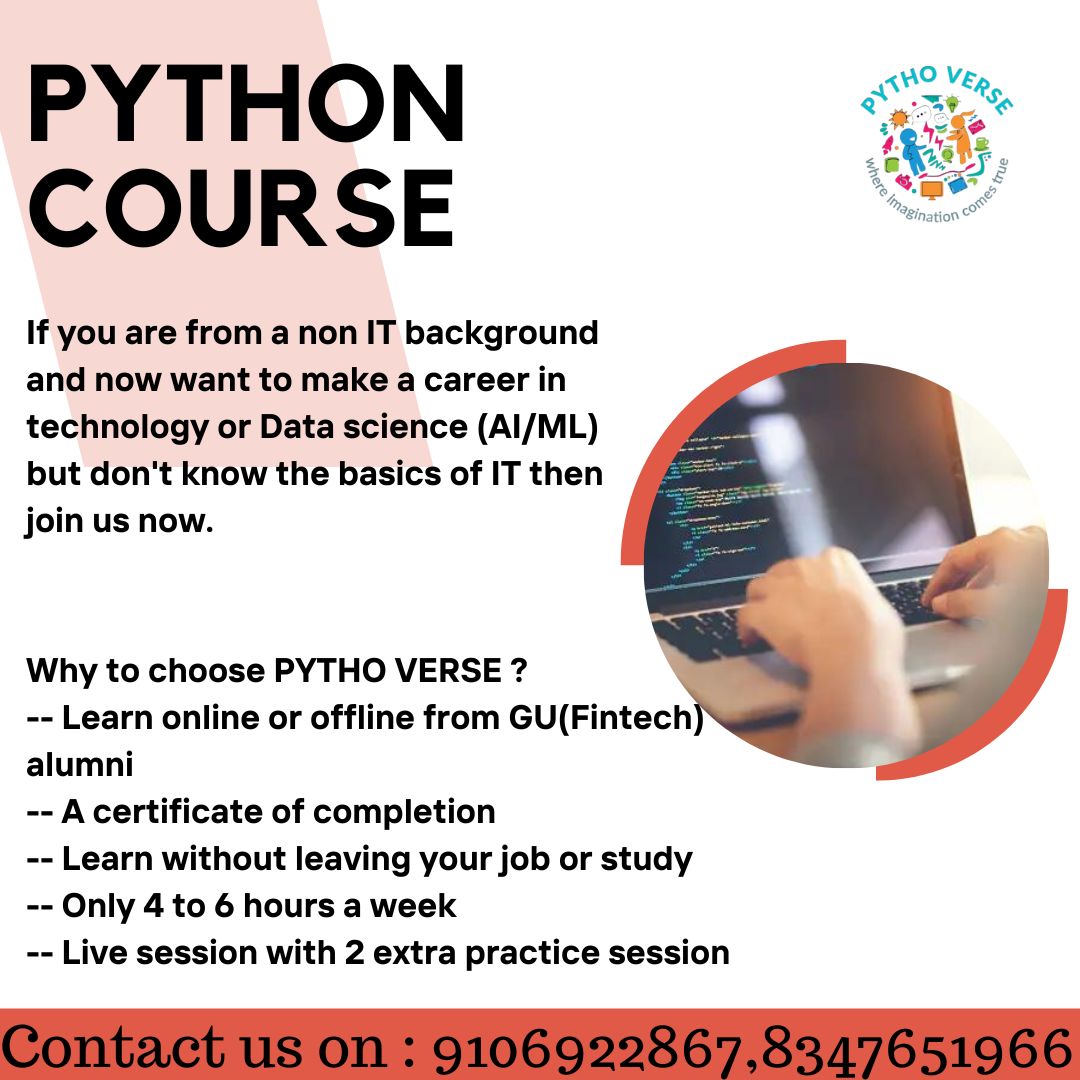 PYTHON
COURSE
PYTHO VERSE
where imagination comes true
If you are from a non IT background
and now want to make a career in
technology or Data science (AI/ML)
but don't know the basics of IT then
join us now.
Why to choose PYTHO VERSE ?
-- Learn online or offline from GU(Fintech)
alumni
-- A certificate of completion
-- Learn without leaving your job or study
-- Only 4 to 6 hours a week
-- Live session with 2 extra practice session
Contact us on : 9106922867,8347651966